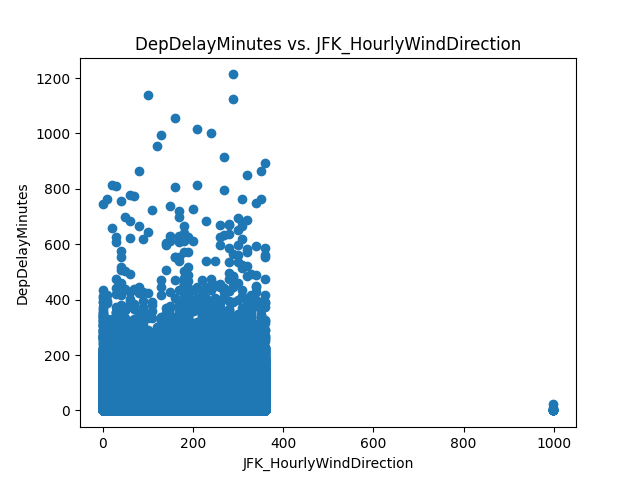 DepDelayMinutes vs. JFK_HourlyWindDirection
1200
1000
800
600
400
200
0
DepDelayMinutes
0 200 400 600 800 1000
JFK_HourlyWindDirection